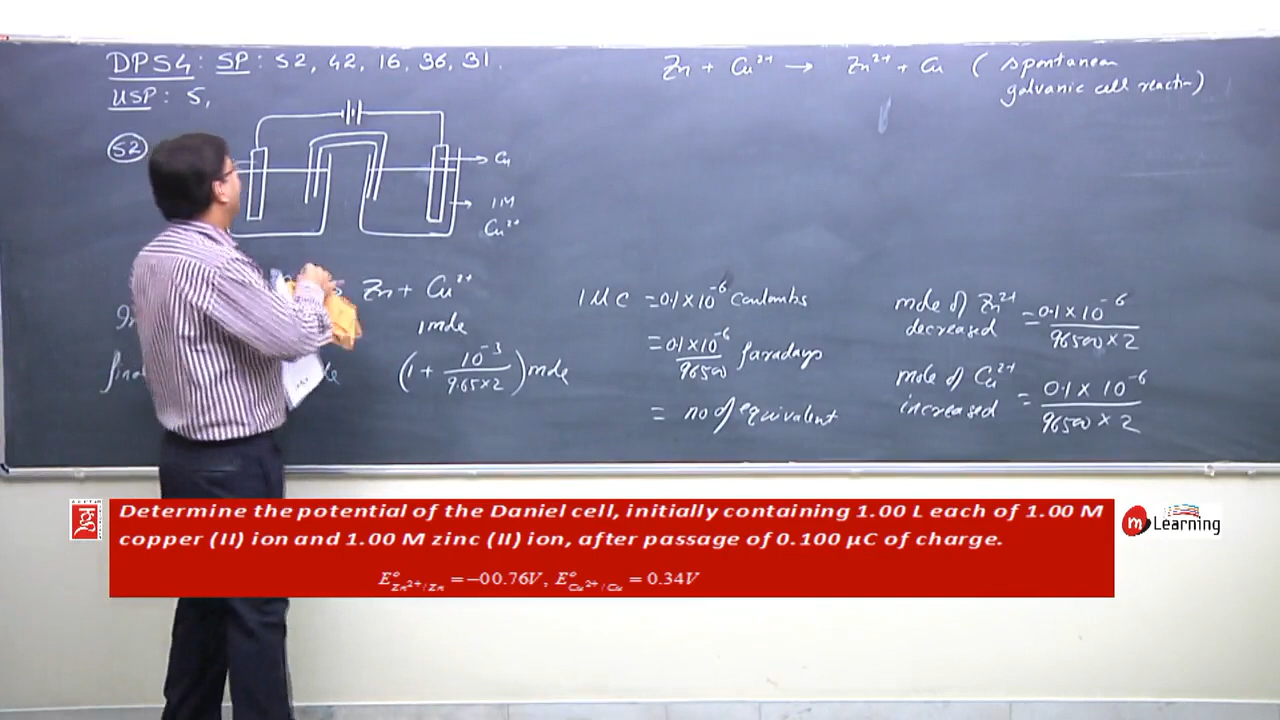 DPS4: SP: 52, 42, 16, 36, 31.
USP: 5,
52
Cu
1M
Cu²⁺
Zn + Cu²⁺
1 mole
(1 + 10⁻³/9.65×2) mole
Zn + Cu²⁺ → Zn²⁺ + Cu (spontanean
galvanic cell reaction)
1 μC = 0.1×10⁻⁶ Coulombs
= 0.1×10⁻⁶/96500 faradays
= no of equivalent
mole of Zn²⁺ decreased = 0.1×10⁻⁶/96500×2
mole of Cu²⁺ increased = 0.1×10⁻⁶/96500×2
Determine the potential of the Daniel cell, initially containing 1.00 L each of 1.00 M
copper (II) ion and 1.00 M zinc (II) ion, after passage of 0.100 μC of charge.
E°Zn²⁺/Zn = −00.76V, E°Cu²⁺/Cu = 0.34V
m Learning